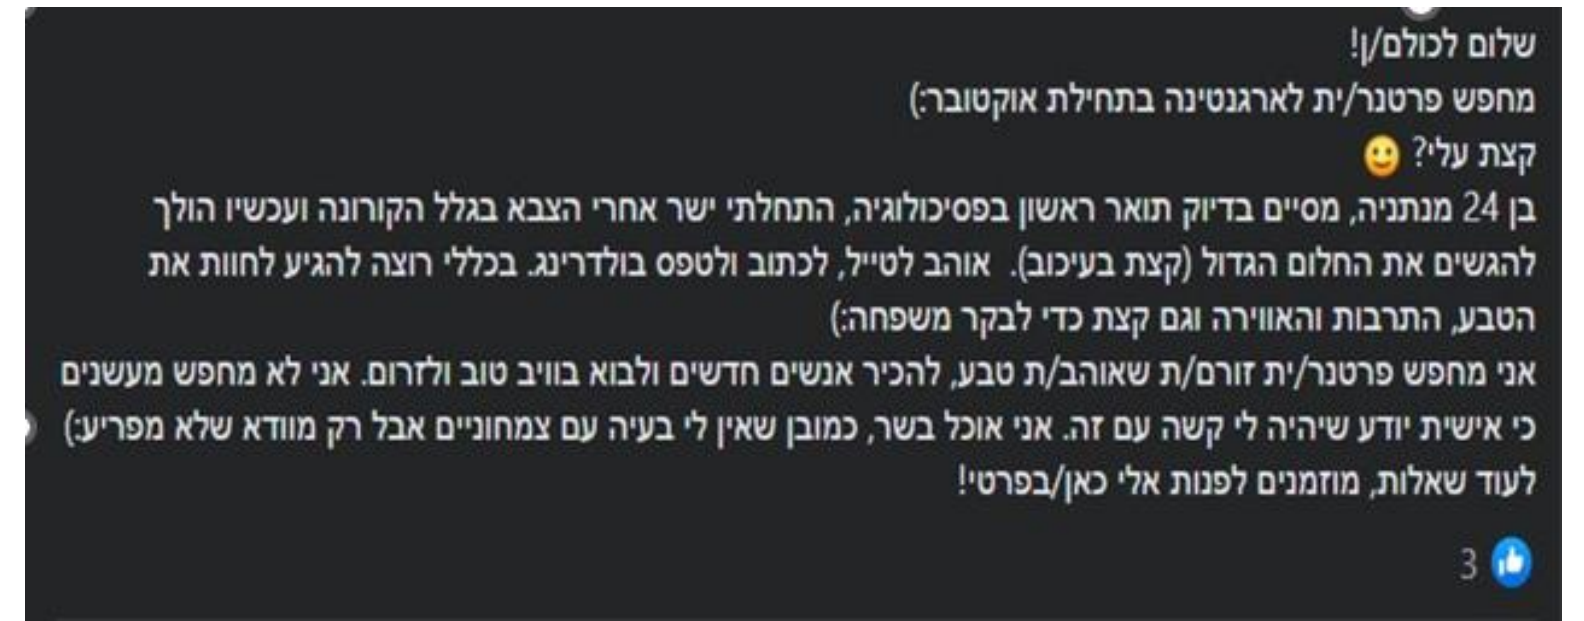 שלום לכולם/ן!
מחפש פרטנר/ית לארגנטינה בתחילת אוקטובר:)
קצת עלי? 🙂
בן 24 מנתניה, מסיים בדיוק תואר ראשון בפסיכולוגיה, התחלתי ישר אחרי הצבא בגלל הקורונה ועכשיו הולך
להגשים את החלום הגדול (קצת בעיכוב). אוהב לטייל, לכתוב ולטפס בולדרינג. בכללי רוצה להגיע לחוות את
הטבע, התרבות והאווירה וגם קצת כדי לבקר משפחה:)
אני מחפש פרטנר/ית זורם/ת שאוהב/ת טבע, להכיר אנשים חדשים ולבוא בוויב טוב ולזרום. אני לא מחפש מעשנים
כי אישית יודע שיהיה לי קשה עם זה. אני אוכל בשר, כמובן שאין לי בעיה עם צמחוניים אבל רק מוודא שלא מפריע:)
לעוד שאלות, מוזמנים לפנות אלי כאן/בפרטי!
3